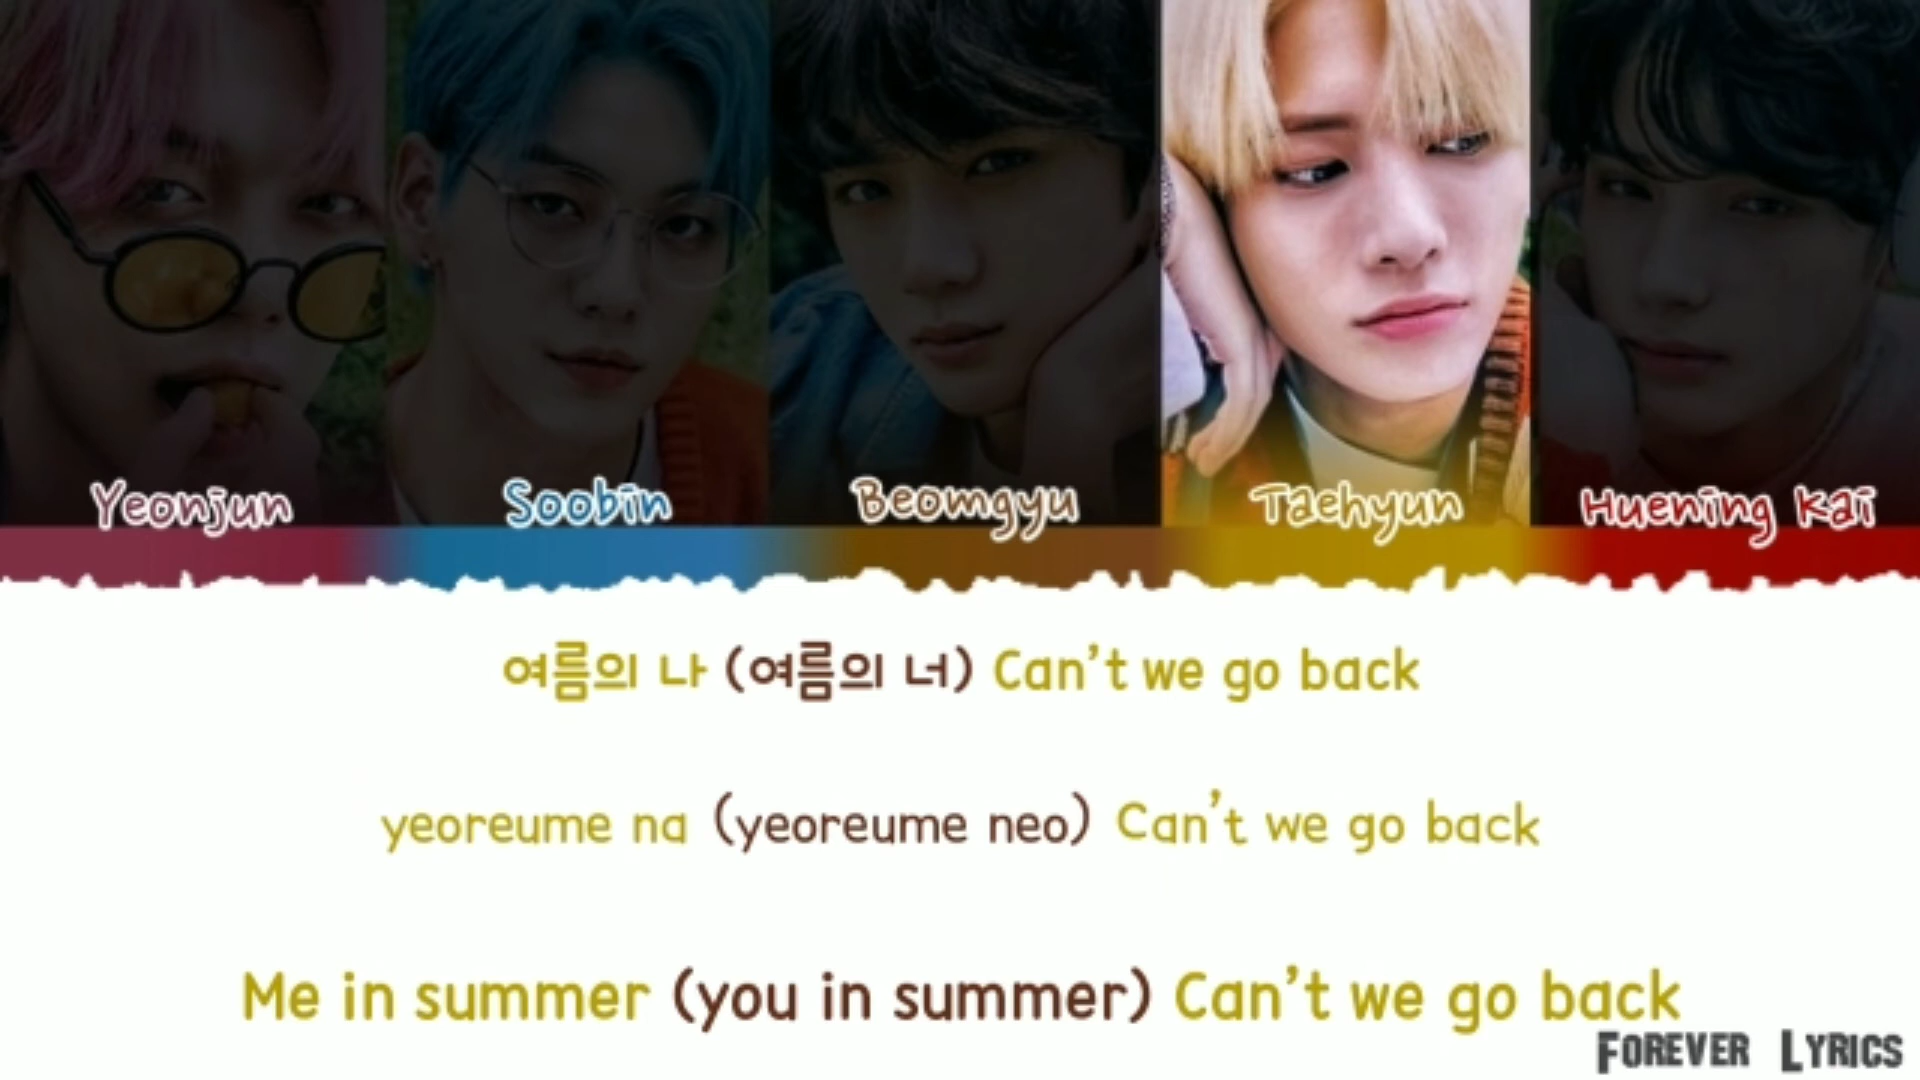 Yeonjun Soobin Beomgyu Taehyun Huening Kai
여름의 나 (여름의 너) Can't we go back
yeoreume na (yeoreume neo) Can't we go back
Me in summer (you in summer) Can't we go back
Forever Lyrics